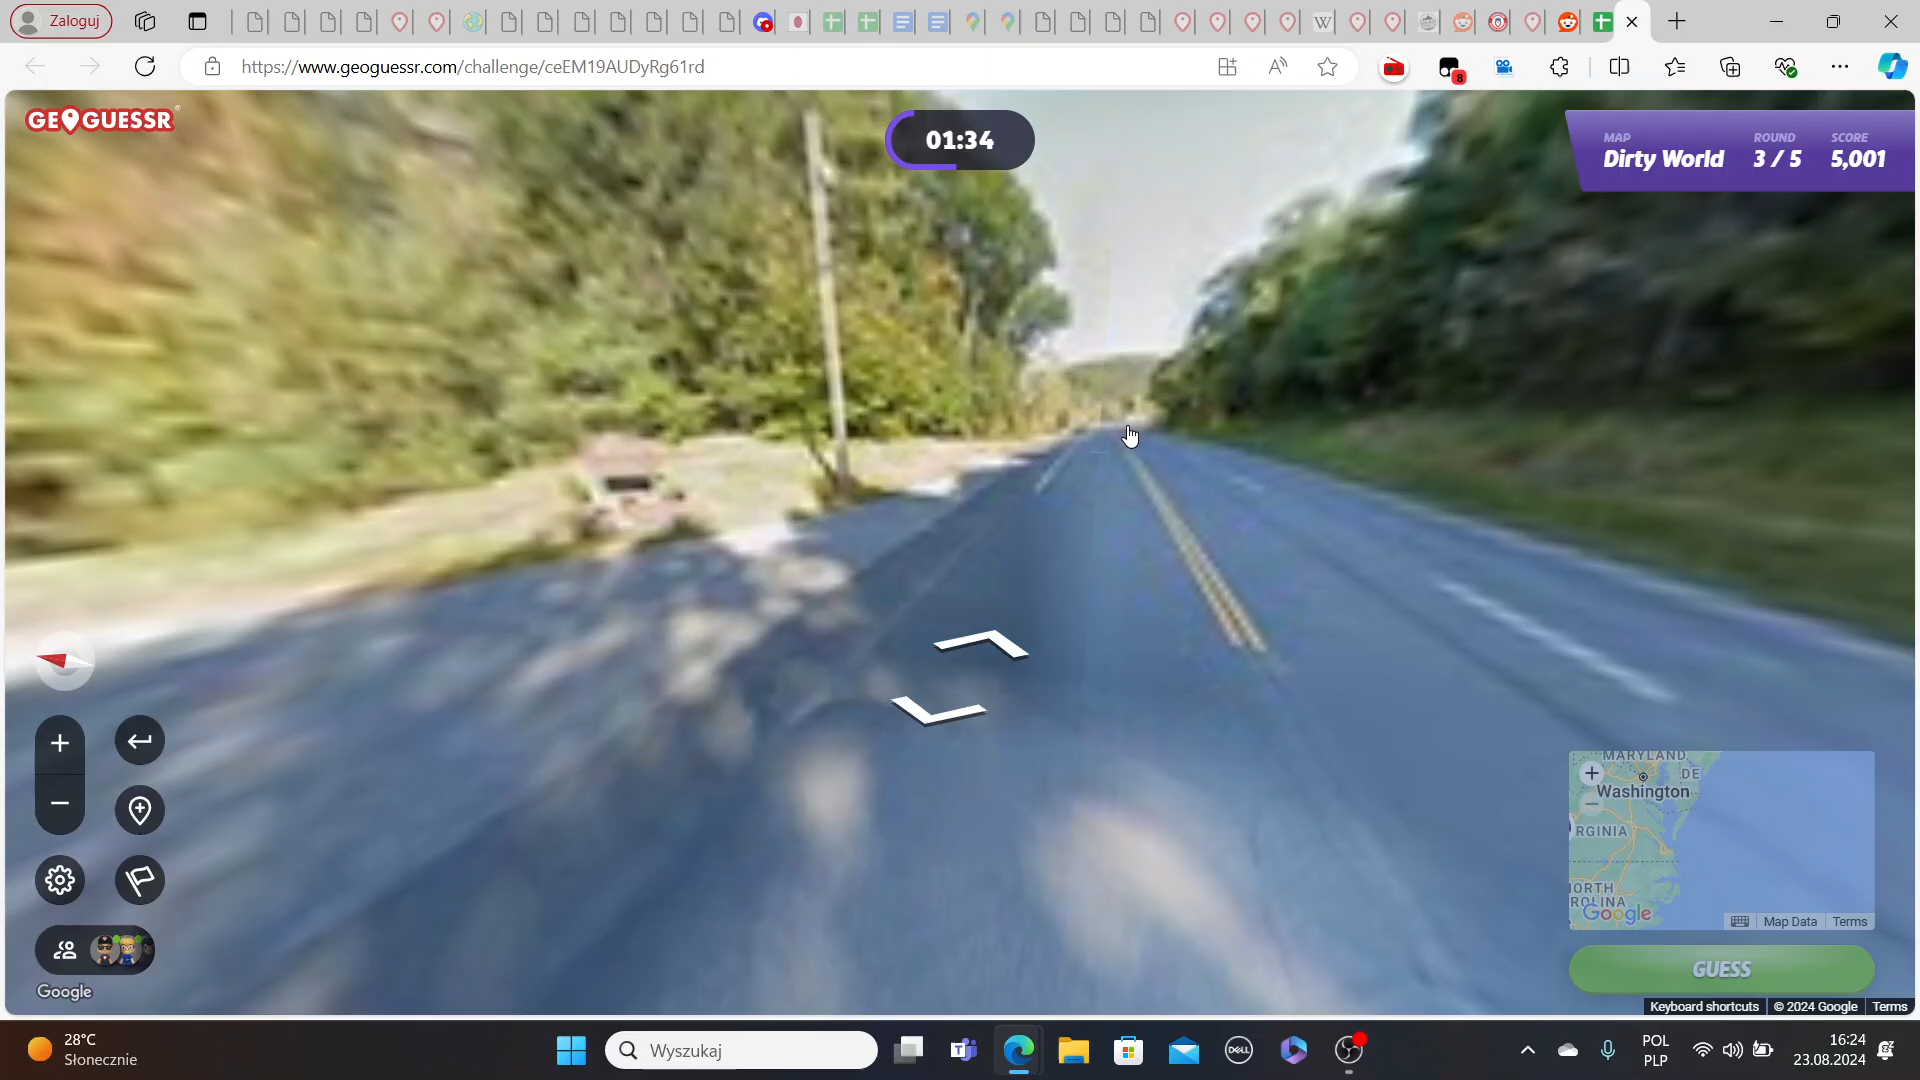 Zaloguj
W
https://www.geoguessr.com/challenge/ceEM19AUDyRg61rd
8
GEOGUESSR
01:34
MAP ROUND SCORE
Dirty World 3 / 5 5,001
MARYLAND
DE
Washington
RGINIA
Google
Map Data Terms
GUESS
Google
Keyboard shortcuts © 2024 Google Terms
28°C
Słonecznie
Wyszukaj
DELL
POL
PLP
16:24
23.08.2024